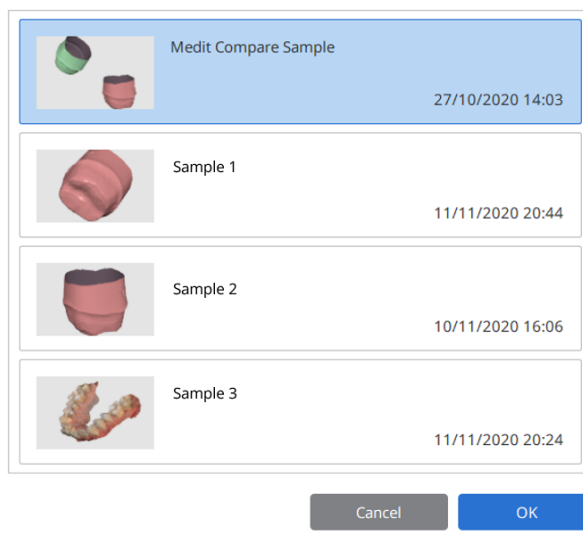 Medit Compare Sample
27/10/2020 14:03
Sample 1
11/11/2020 20:44
Sample 2
10/11/2020 16:06
Sample 3
11/11/2020 20:24
Cancel
OK